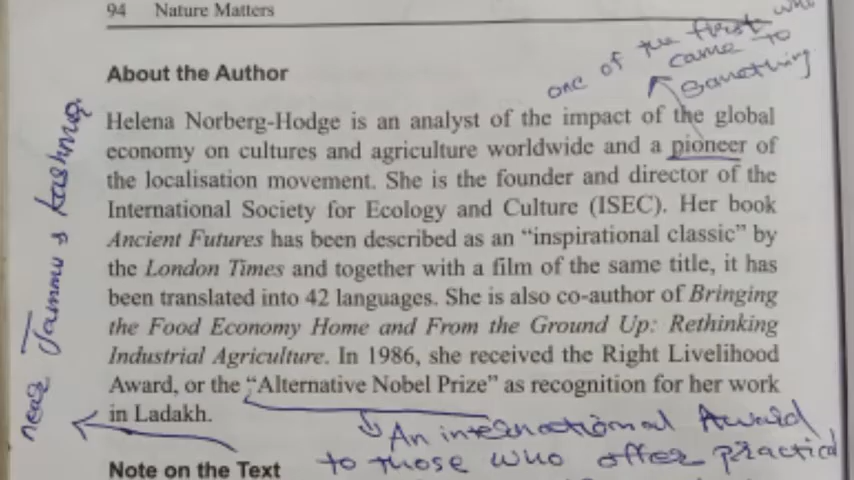 94 Nature Matters
one of the first who
came to
something
About the Author
Helena Norberg-Hodge is an analyst of the impact of the global
economy on cultures and agriculture worldwide and a pioneer of
the localisation movement. She is the founder and director of the
International Society for Ecology and Culture (ISEC). Her book
Ancient Futures has been described as an “inspirational classic” by
the London Times and together with a film of the same title, it has
been translated into 42 languages. She is also co-author of Bringing
the Food Economy Home and From the Ground Up: Rethinking
Industrial Agriculture. In 1986, she received the Right Livelihood
Award, or the “Alternative Nobel Prize” as recognition for her work
in Ladakh.
near Jammu &
An international Award
to those who offer practical
Note on the Text